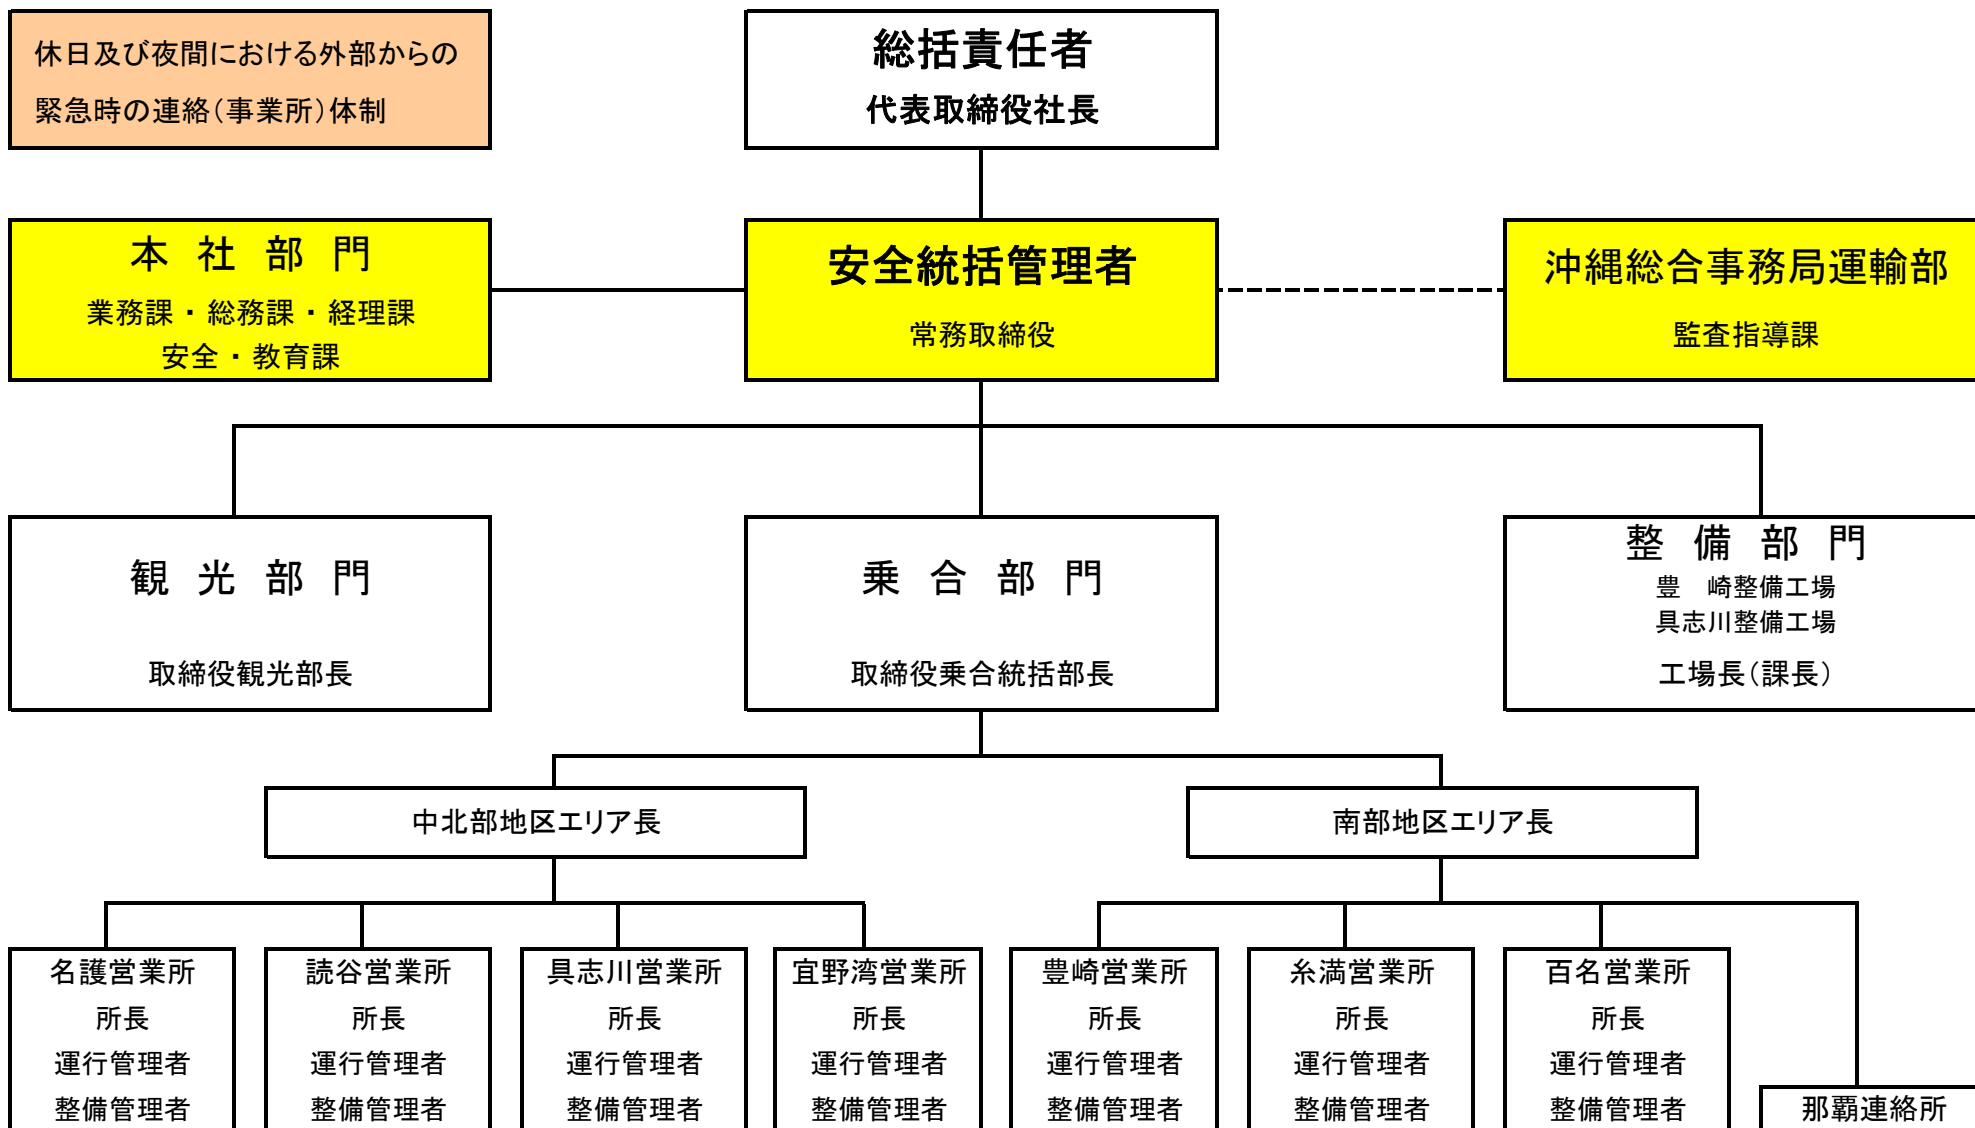 休日及び夜間における外部からの
緊急時の連絡(事業所)体制
総括責任者
代表取締役社長
本 社 部 門
業務課・総務課・経理課
安全・教育課
安全統括管理者
常務取締役
沖縄総合事務局運輸部
監査指導課
観 光 部 門
取締役観光部長
乗 合 部 門
取締役乗合統括部長
整 備 部 門
豊 崎整備工場
具志川整備工場
工場長(課長)
中北部地区エリア長
南部地区エリア長
名護営業所
所長
運行管理者
整備管理者
読谷営業所
所長
運行管理者
整備管理者
具志川営業所
所長
運行管理者
整備管理者
宜野湾営業所
所長
運行管理者
整備管理者
豊崎営業所
所長
運行管理者
整備管理者
糸満営業所
所長
運行管理者
整備管理者
百名営業所
所長
運行管理者
整備管理者
那覇連絡所